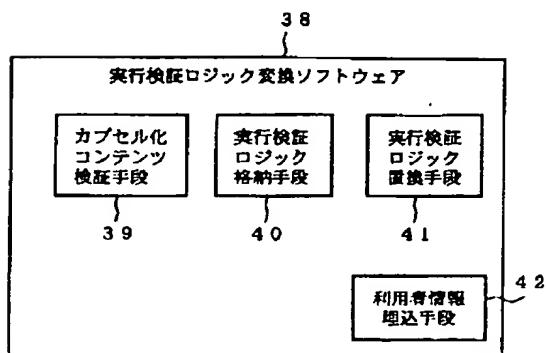 38
実行検証ロジック変換ソフトウェア
カプセル化
コンテンツ
検証手段
実行検証
ロジック
格納手段
実行検証
ロジック
置換手段
39
40
41
利用者情報
埋込手段
42